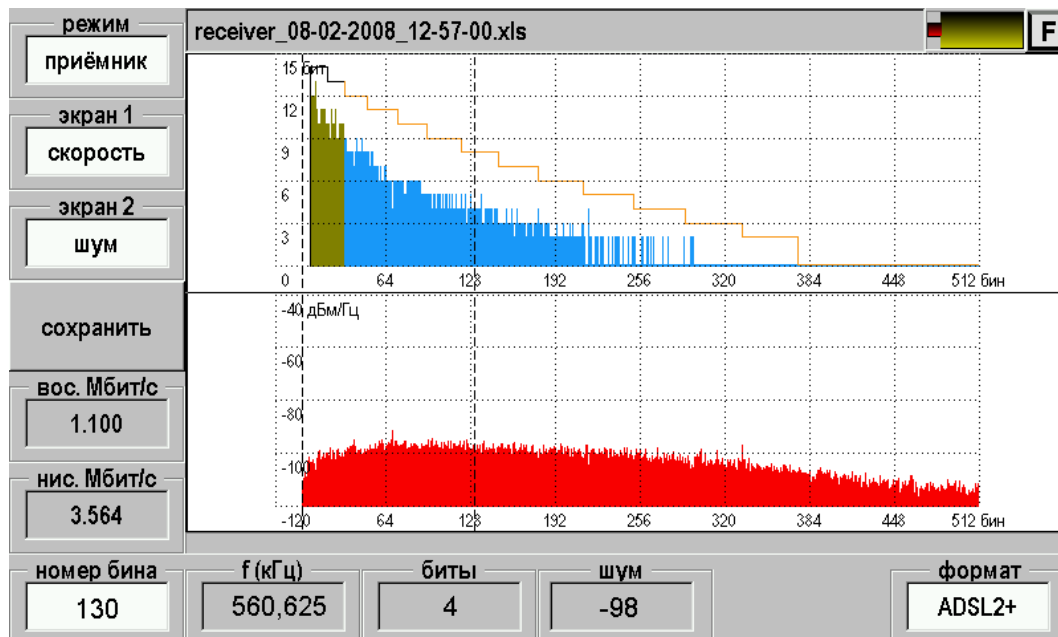 режим
приёмник
экран 1
скорость
экран 2
шум
сохранить
вос. Мбит/с
1.100
нис. Мбит/с
3.564
receiver_08-02-2008_12-57-00.xls
F
15 бит
12
9
6
3
0 64 128 192 256 320 384 448 512 бин
-40 дБм/Гц
-60
-80
-100
-120 64 128 192 256 320 384 448 512 бин
номер бина
130
f (кГц)
560,625
биты
4
шум
-98
формат
ADSL2+